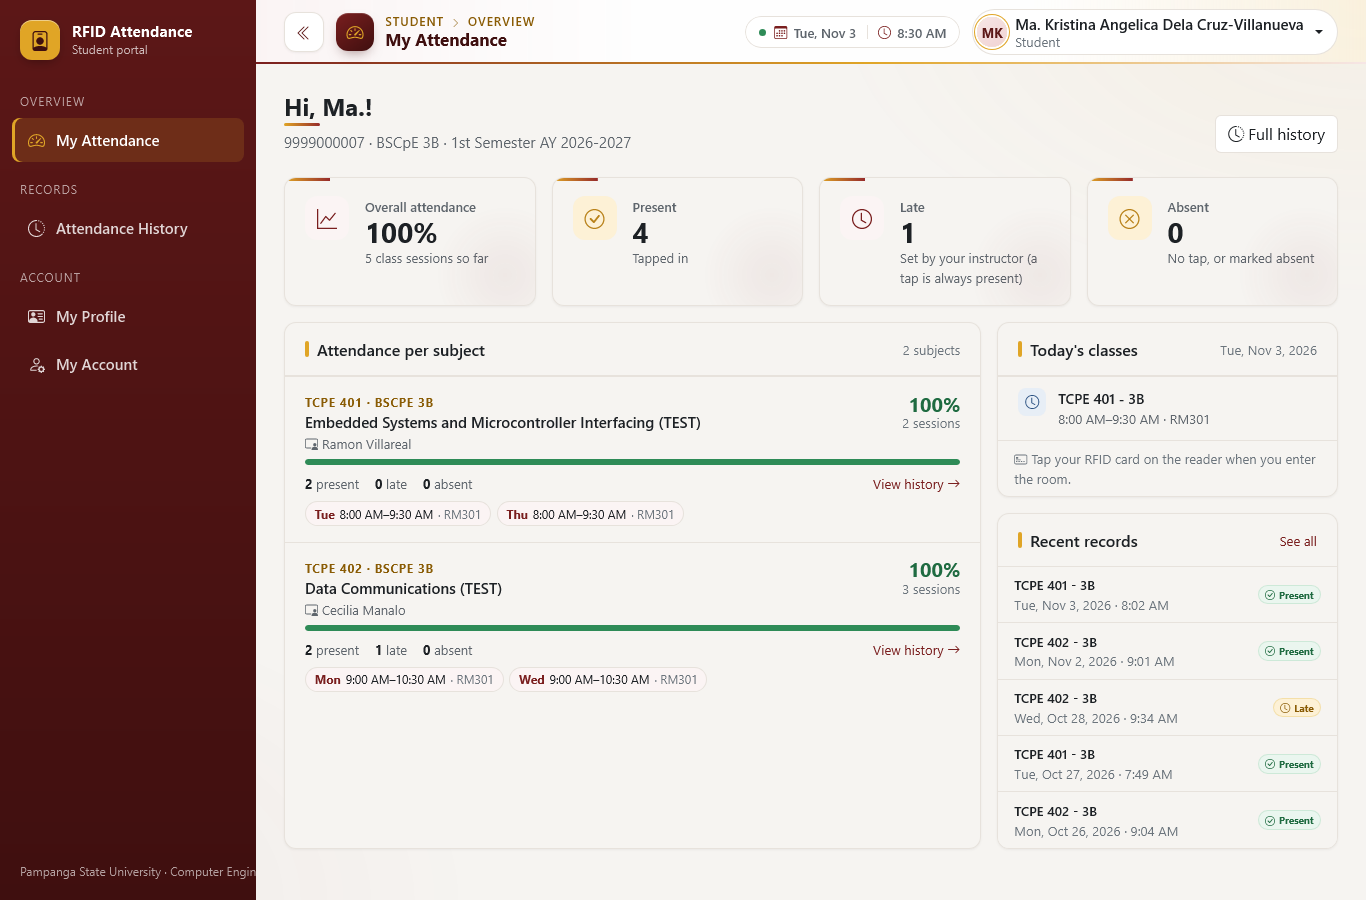 RFID Attendance
Student portal
OVERVIEW
My Attendance
RECORDS
Attendance History
ACCOUNT
My Profile
My Account
Pampanga State University · Computer Engin
STUDENT > OVERVIEW
My Attendance
Tue, Nov 3
8:30 AM
MK
Ma. Kristina Angelica Dela Cruz-Villanueva
Student
Hi, Ma.!
9999000007 · BSCpE 3B · 1st Semester AY 2026-2027
Full history
Overall attendance
100%
5 class sessions so far
Present
4
Tapped in
Late
1
Set by your instructor (a
tap is always present)
Absent
0
No tap, or marked absent
Attendance per subject
2 subjects
TCPE 401 · BSCPE 3B
100%
Embedded Systems and Microcontroller Interfacing (TEST)
2 sessions
Ramon Villareal
2 present 0 late 0 absent
View history →
Tue 8:00 AM–9:30 AM · RM301
Thu 8:00 AM–9:30 AM · RM301
TCPE 402 · BSCPE 3B
100%
Data Communications (TEST)
3 sessions
Cecilia Manalo
2 present 1 late 0 absent
View history →
Mon 9:00 AM–10:30 AM · RM301
Wed 9:00 AM–10:30 AM · RM301
Today's classes
Tue, Nov 3, 2026
TCPE 401 - 3B
8:00 AM–9:30 AM · RM301
Tap your RFID card on the reader when you enter
the room.
Recent records
See all
TCPE 401 - 3B
Tue, Nov 3, 2026 · 8:02 AM
Present
TCPE 402 - 3B
Mon, Nov 2, 2026 · 9:01 AM
Present
TCPE 402 - 3B
Wed, Oct 28, 2026 · 9:34 AM
Late
TCPE 401 - 3B
Tue, Oct 27, 2026 · 7:49 AM
Present
TCPE 402 - 3B
Mon, Oct 26, 2026 · 9:04 AM
Present